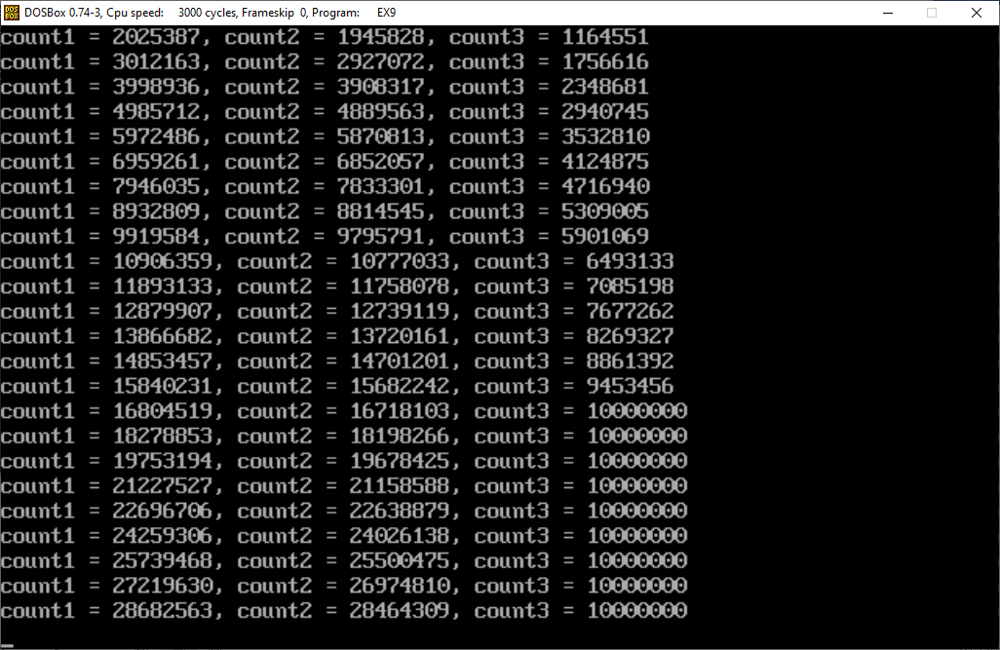 DOS BOX DOSBox 0.74-3, Cpu speed: 3000 cycles, Frameskip 0, Program: EX9
count1 = 2025387, count2 = 1945828, count3 = 1164551
count1 = 3012163, count2 = 2927072, count3 = 1756616
count1 = 3998936, count2 = 3908317, count3 = 2348681
count1 = 4985712, count2 = 4889563, count3 = 2940745
count1 = 5972486, count2 = 5870813, count3 = 3532810
count1 = 6959261, count2 = 6852057, count3 = 4124875
count1 = 7946035, count2 = 7833301, count3 = 4716940
count1 = 8932809, count2 = 8814545, count3 = 5309005
count1 = 9919584, count2 = 9795791, count3 = 5901069
count1 = 10906359, count2 = 10777033, count3 = 6493133
count1 = 11893133, count2 = 11758078, count3 = 7085198
count1 = 12879907, count2 = 12739119, count3 = 7677262
count1 = 13866682, count2 = 13720161, count3 = 8269327
count1 = 14853457, count2 = 14701201, count3 = 8861392
count1 = 15840231, count2 = 15682242, count3 = 9453456
count1 = 16804519, count2 = 16718103, count3 = 10000000
count1 = 18278853, count2 = 18198266, count3 = 10000000
count1 = 19753194, count2 = 19678425, count3 = 10000000
count1 = 21227527, count2 = 21158588, count3 = 10000000
count1 = 22696706, count2 = 22638879, count3 = 10000000
count1 = 24259306, count2 = 24026138, count3 = 10000000
count1 = 25739468, count2 = 25500475, count3 = 10000000
count1 = 27219630, count2 = 26974810, count3 = 10000000
count1 = 28682563, count2 = 28464309, count3 = 10000000